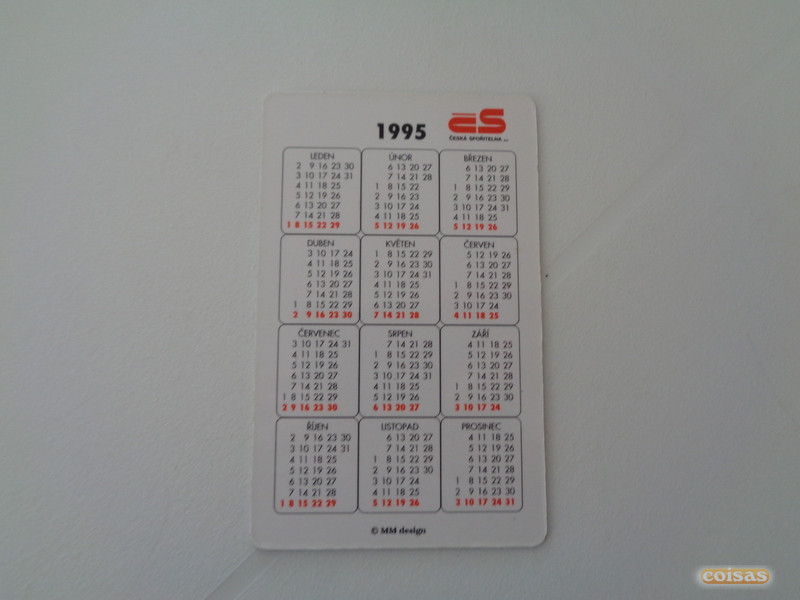 1995
ČS
ČESKÁ SPOŘITELNA
LEDEN
2 9 16 23 30
3 10 17 24 31
4 11 18 25
5 12 19 26
6 13 20 27
7 14 21 28
1 8 15 22 29
ÚNOR
6 13 20 27
7 14 21 28
1 8 15 22
2 9 16 23
3 10 17 24
4 11 18 25
5 12 19 26
BŘEZEN
6 13 20 27
7 14 21 28
1 8 15 22 29
2 9 16 23 30
3 10 17 24 31
4 11 18 25
5 12 19 26
DUBEN
3 10 17 24
4 11 18 25
5 12 19 26
6 13 20 27
7 14 21 28
1 8 15 22 29
2 9 16 23 30
KVĚTEN
1 8 15 22 29
2 9 16 23 30
3 10 17 24 31
4 11 18 25
5 12 19 26
6 13 20 27
7 14 21 28
ČERVEN
5 12 19 26
6 13 20 27
7 14 21 28
1 8 15 22 29
2 9 16 23 30
3 10 17 24
4 11 18 25
ČERVENEC
3 10 17 24 31
4 11 18 25
5 12 19 26
6 13 20 27
7 14 21 28
1 8 15 22 29
2 9 16 23 30
SRPEN
7 14 21 28
1 8 15 22 29
2 9 16 23 30
3 10 17 24 31
4 11 18 25
5 12 19 26
6 13 20 27
ZÁŘÍ
4 11 18 25
5 12 19 26
6 13 20 27
7 14 21 28
1 8 15 22 29
2 9 16 23 30
3 10 17 24
ŘÍJEN
2 9 16 23 30
3 10 17 24 31
4 11 18 25
5 12 19 26
6 13 20 27
7 14 21 28
1 8 15 22 29
LISTOPAD
6 13 20 27
7 14 21 28
1 8 15 22 29
2 9 16 23 30
3 10 17 24
4 11 18 25
5 12 19 26
PROSINEC
4 11 18 25
5 12 19 26
6 13 20 27
7 14 21 28
1 8 15 22 29
2 9 16 23 30
3 10 17 24 31
© MM design
coisas